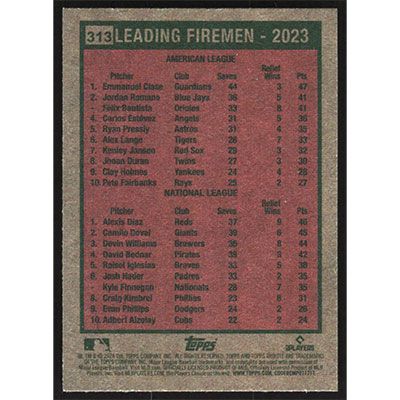 313 LEADING FIREMEN - 2023
AMERICAN LEAGUE
Pitcher Club Saves Relief Wins Pts
1. Emmanuel Clase Guardians 44 3 47
2. Jordan Romano Blue Jays 36 5 41
- Felix Bautista Orioles 33 8 41
4. Carlos Estévez Angels 31 5 36
5. Ryan Pressly Astros 31 4 35
6. Alex Lange Tigers 26 7 33
7. Kenley Jansen Red Sox 29 3 32
8. Jhoan Duran Twins 27 3 30
9. Clay Holmes Yankees 24 4 28
10. Pete Fairbanks Rays 25 2 27
NATIONAL LEAGUE
Pitcher Club Saves Relief Wins Pts
1. Alexis Díaz Reds 37 9 46
2. Camilo Doval Giants 39 6 45
3. Devin Williams Brewers 36 8 44
4. David Bednar Pirates 39 3 42
5. Raisel Iglesias Braves 33 5 38
6. Josh Hader Padres 33 2 35
Kyle Finnegan Nationals 28 7 35
8. Craig Kimbrel Phillies 23 8 31
9. Evan Phillips Dodgers 24 2 26
10. Adbert Alzolay Cubs 22 2 24
MLB
Topps
PLAYERS